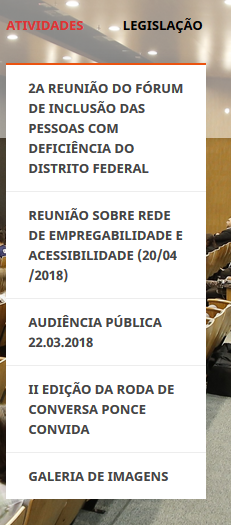 ATIVIDADES LEGISLAÇÃO
2A REUNIÃO DO FÓRUM
DE INCLUSÃO DAS
PESSOAS COM
DEFICIÊNCIA DO
DISTRITO FEDERAL
REUNIÃO SOBRE REDE
DE EMPREGABILIDADE E
ACESSIBILIDADE (20/04
/2018)
AUDIÊNCIA PÚBLICA
22.03.2018
II EDIÇÃO DA RODA DE
CONVERSA PONCE
CONVIDA
GALERIA DE IMAGENS